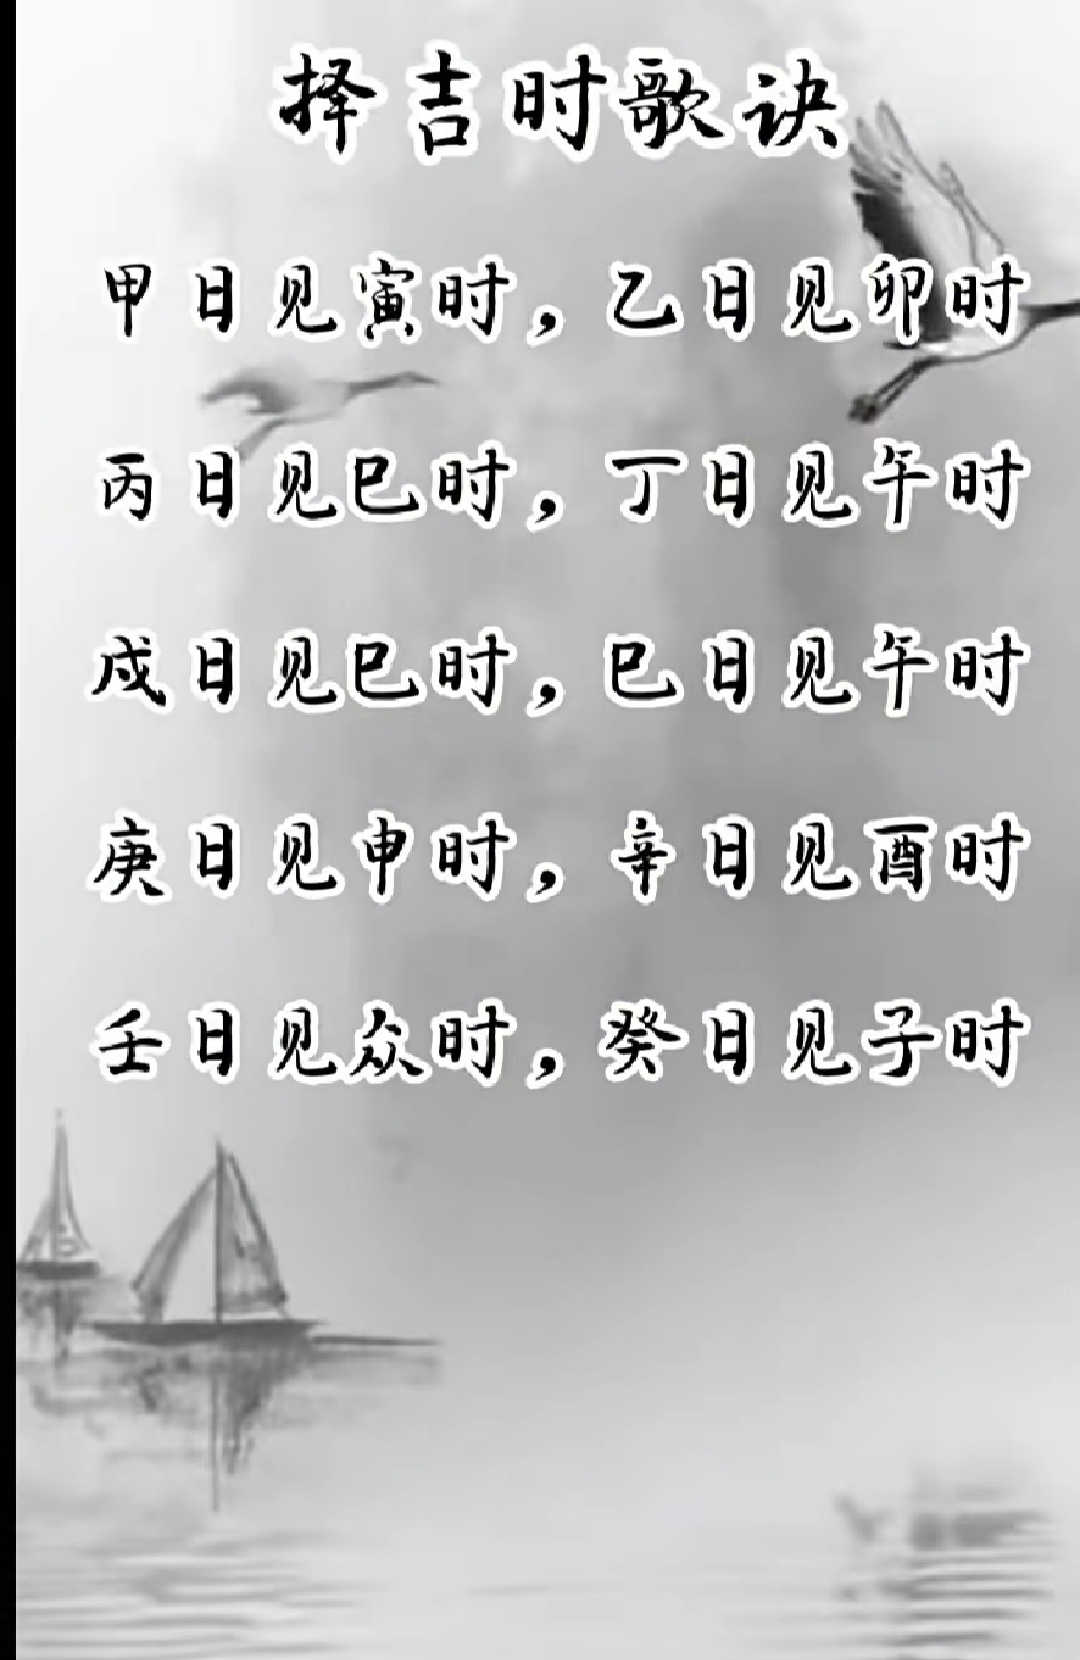 择吉时歌诀
甲日见寅时，乙日见卯时
丙日见巳时，丁日见午时
戍日见巳时，巳日见午时
庚日见申时，辛日见酉时
壬日见众时，癸日见子时